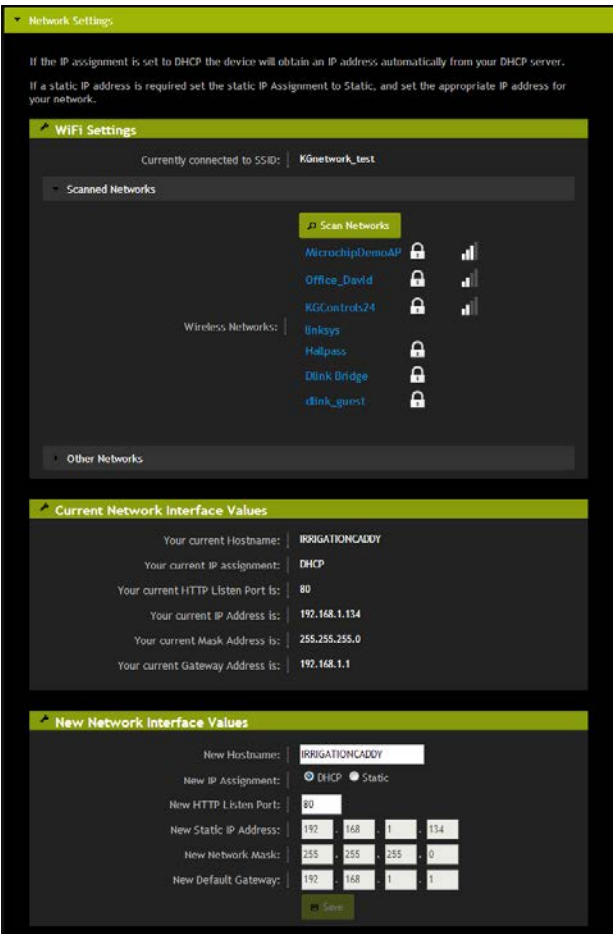 Network Settings
If the IP assignment is set to DHCP the device will obtain an IP address automatically from your DHCP server.
If a static IP address is required set the static IP Assignment to Static, and set the appropriate IP address for
your network.
WiFi Settings
Currently connected to SSID: KGnetwork_test
Scanned Networks
Scan Networks
Wireless Networks:
MicrochipDemoAP
Office_David
KGControls24
linksys
Hallpass
Dlink Bridge
dlink_guest
Other Networks
Current Network Interface Values
Your current Hostname: IRRIGATIONCADDY
Your current IP assignment: DHCP
Your current HTTP Listen Port is: 80
Your current IP Address is: 192.168.1.134
Your current Mask Address is: 255.255.255.0
Your current Gateway Address is: 192.168.1.1
New Network Interface Values
New Hostname: IRRIGATIONCADDY
New IP Assignment: DHCP Static
New HTTP Listen Port: 80
New Static IP Address: 192 . 168 . 1 . 134
New Network Mask: 255 . 255 . 255 . 0
New Default Gateway: 192 . 168 . 1 . 1
Save